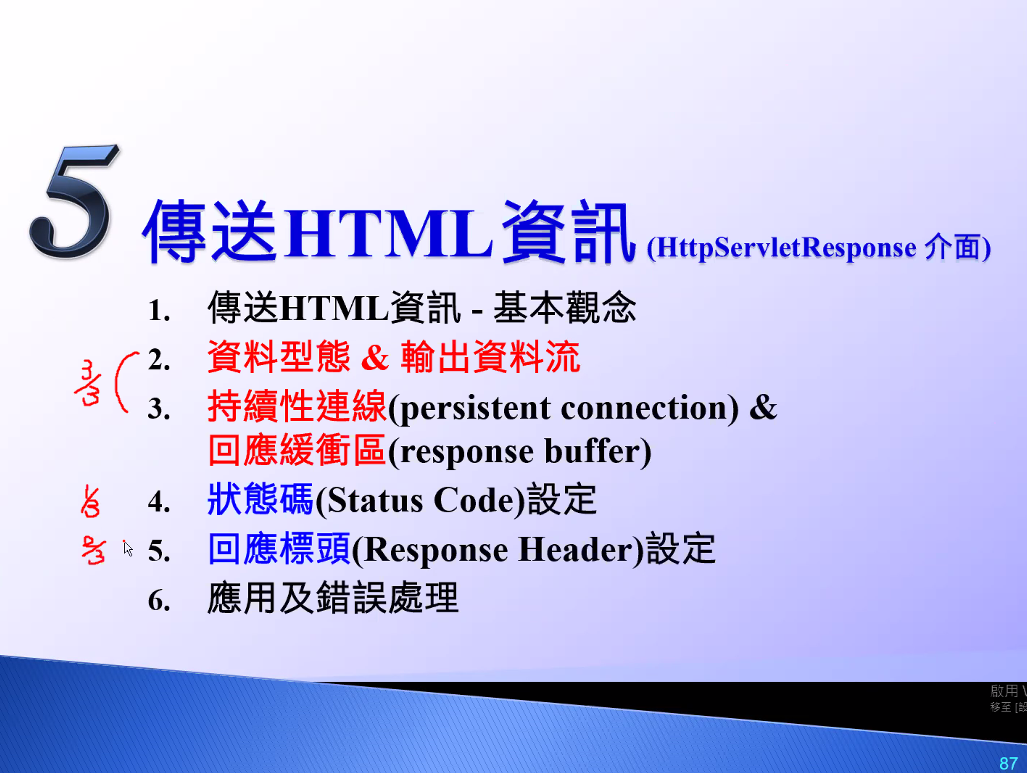 5 傳送HTML資訊 (HttpServletResponse 介面)
1. 傳送HTML資訊 - 基本觀念
2. 資料型態 & 輸出資料流
3/3
3. 持續性連線(persistent connection) &
回應緩衝區(response buffer)
1/3 4. 狀態碼(Status Code)設定
2/3 5. 回應標頭(Response Header)設定
6. 應用及錯誤處理
啟用
移至 [設
87